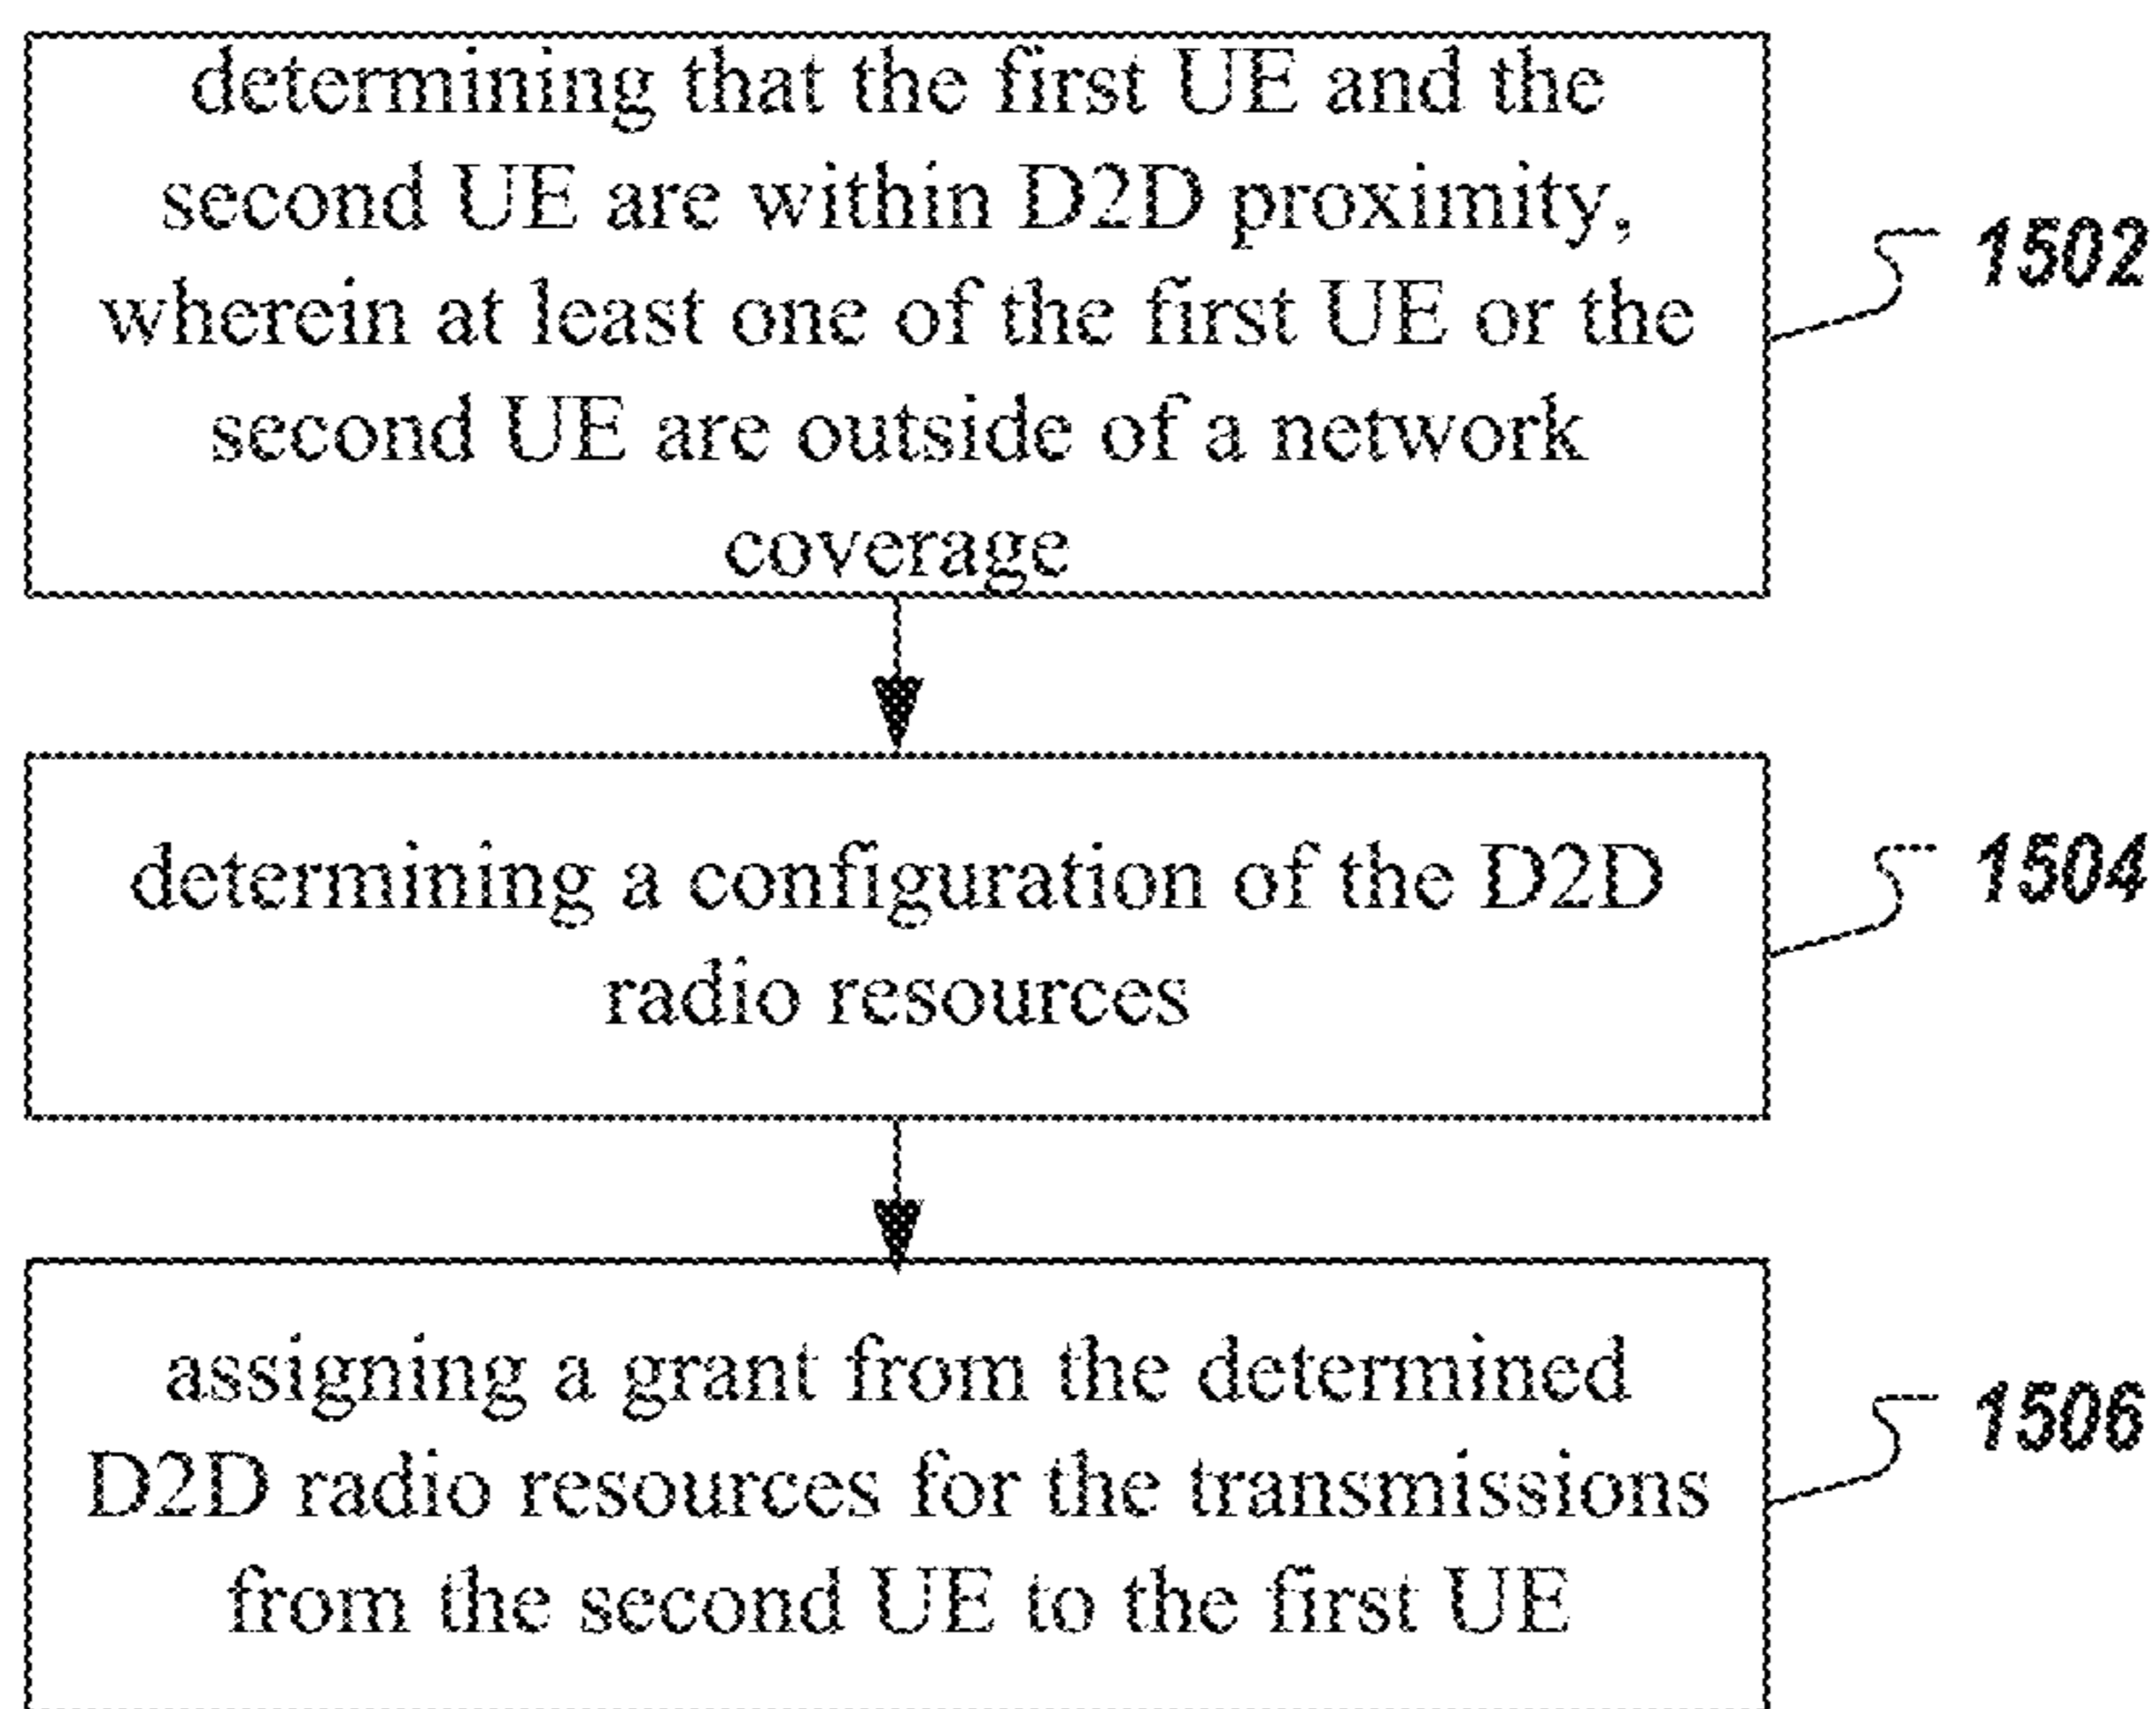 determining that the first UE and the
second UE are within D2D proximity,
wherein at least one of the first UE or the
second UE are outside of a network
coverage
1502
determining a configuration of the D2D
radio resources
1504
assigning a grant from the determined
D2D radio resources for the transmissions
from the second UE to the first UE
1506